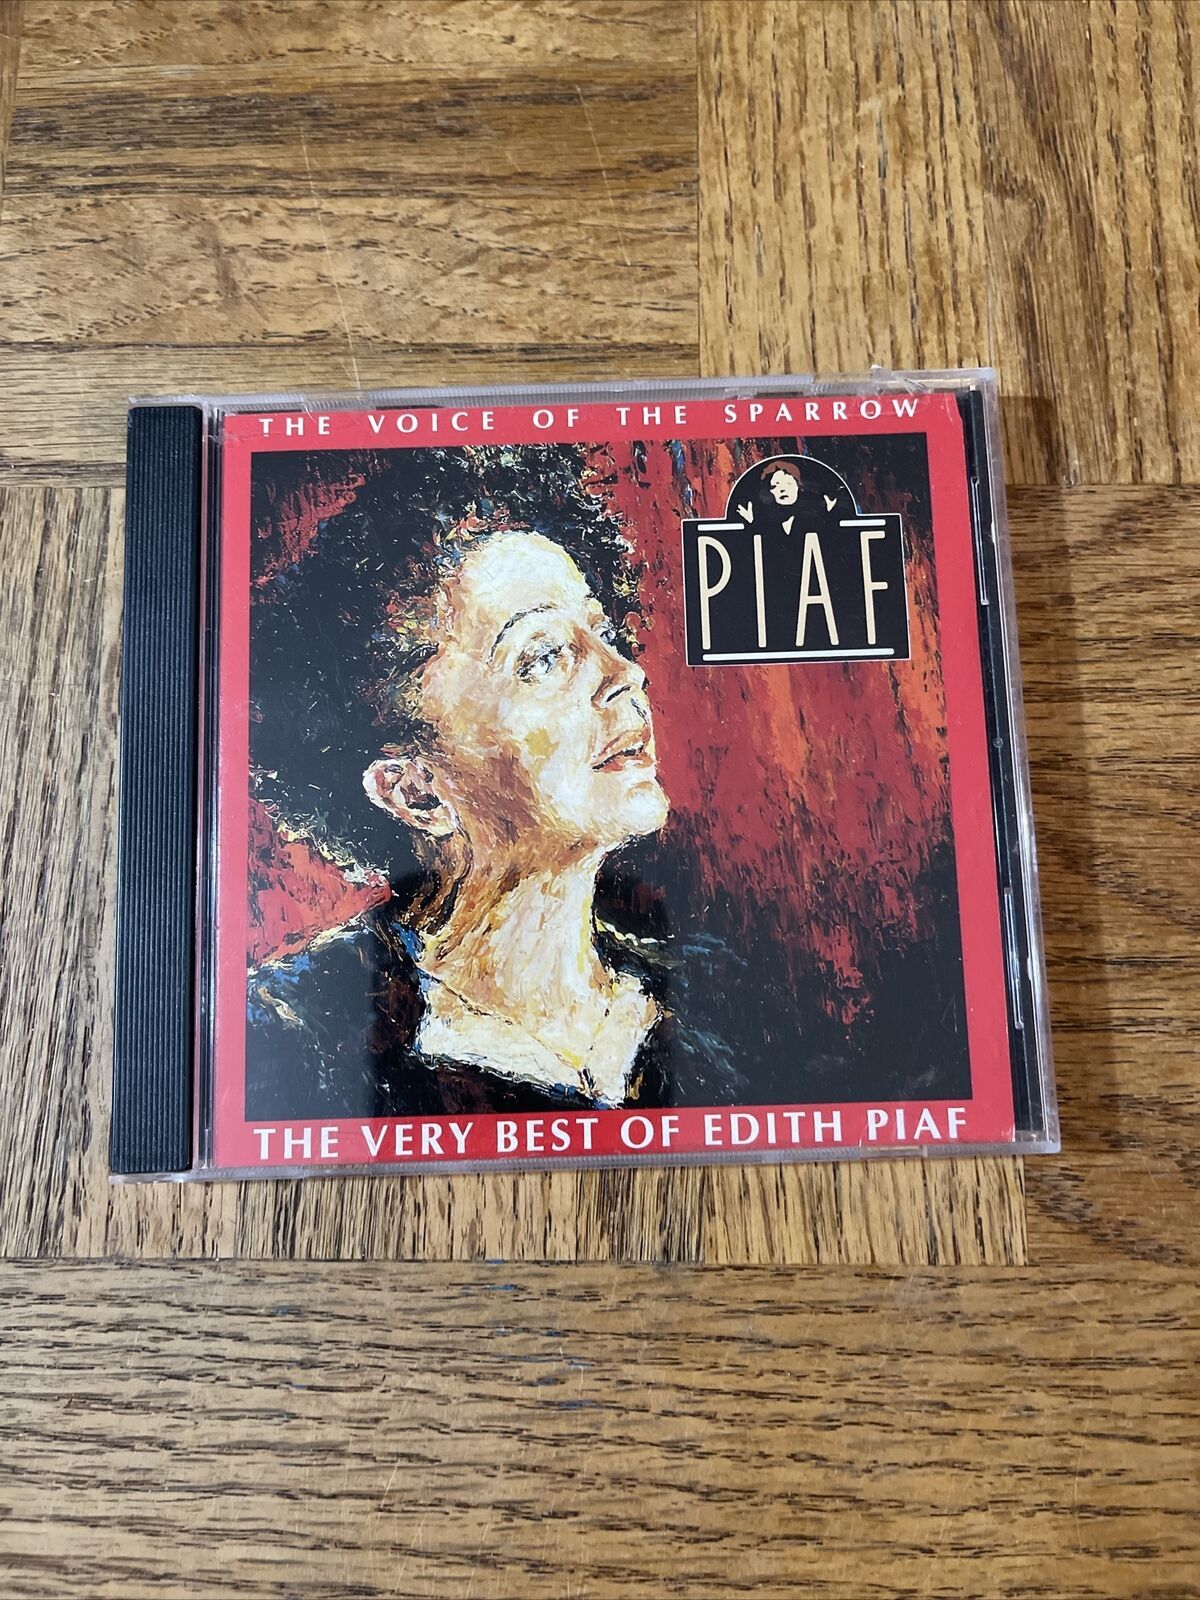 THE VOICE OF THE SPARROW
PIAF
THE VERY BEST OF EDITH PIAF